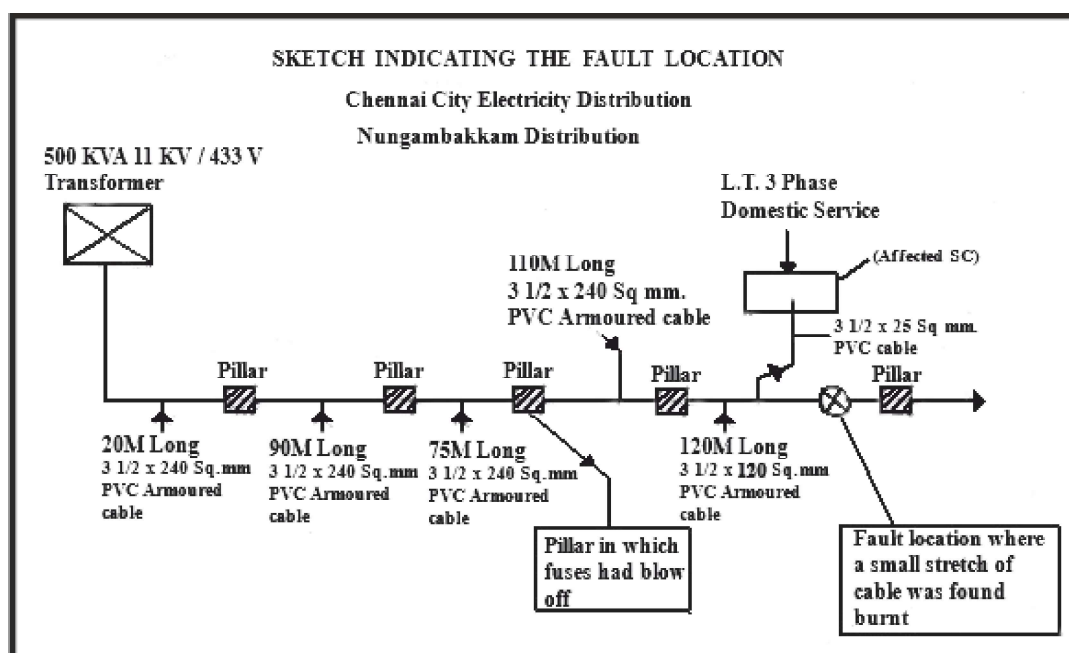 SKETCH INDICATING THE FAULT LOCATION
Chennai City Electricity Distribution
Nungambakkam Distribution
500 KVA 11 KV / 433 V
Transformer
L.T. 3 Phase
Domestic Service
(Affected SC)
110M Long
3 1/2 x 240 Sq mm.
PVC Armoured cable
3 1/2 x 25 Sq mm.
PVC cable
Pillar
Pillar
Pillar
Pillar
Pillar
20M Long
3 1/2 x 240 Sq.mm
PVC Armoured
cable
90M Long
3 1/2 x 240 Sq.mm
PVC Armoured
cable
75M Long
3 1/2 x 240 Sq.mm
PVC Armoured
cable
120M Long
3 1/2 x 120 Sq.mm
PVC Armoured
cable
Pillar in which
fuses had blow
off
Fault location where
a small stretch of
cable was found
burnt